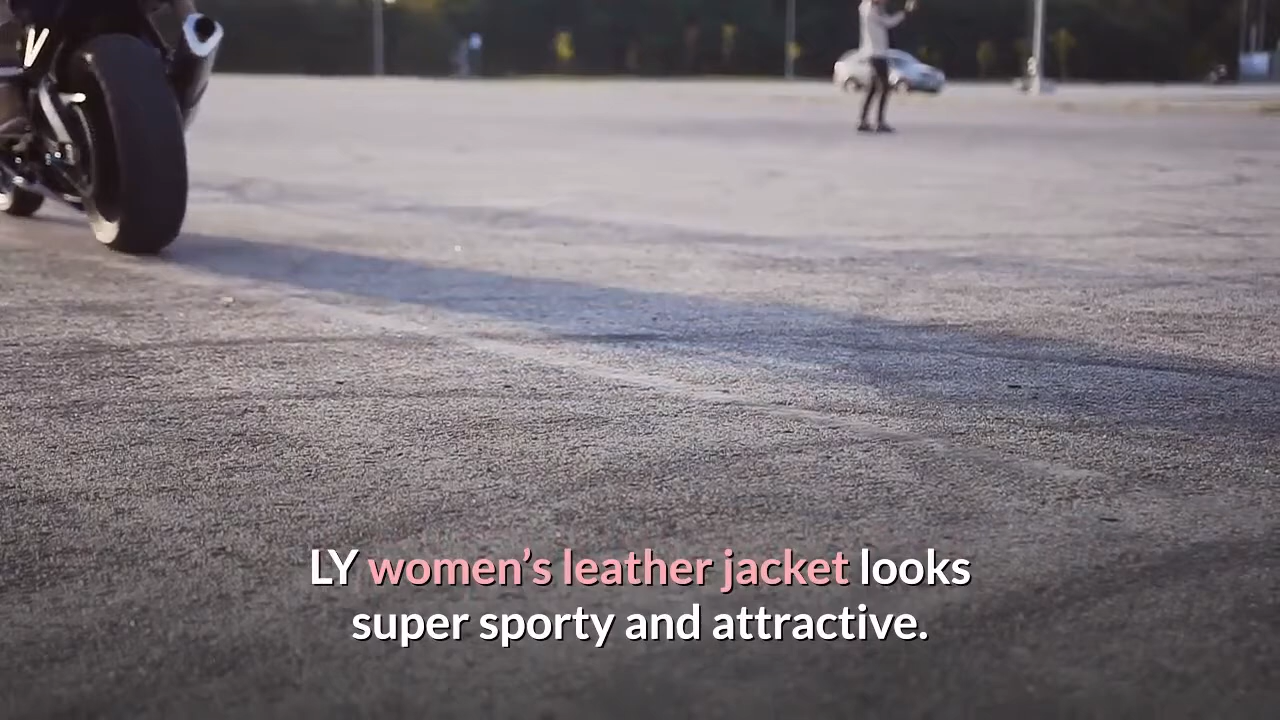 LY women’s leather jacket looks
super sporty and attractive.